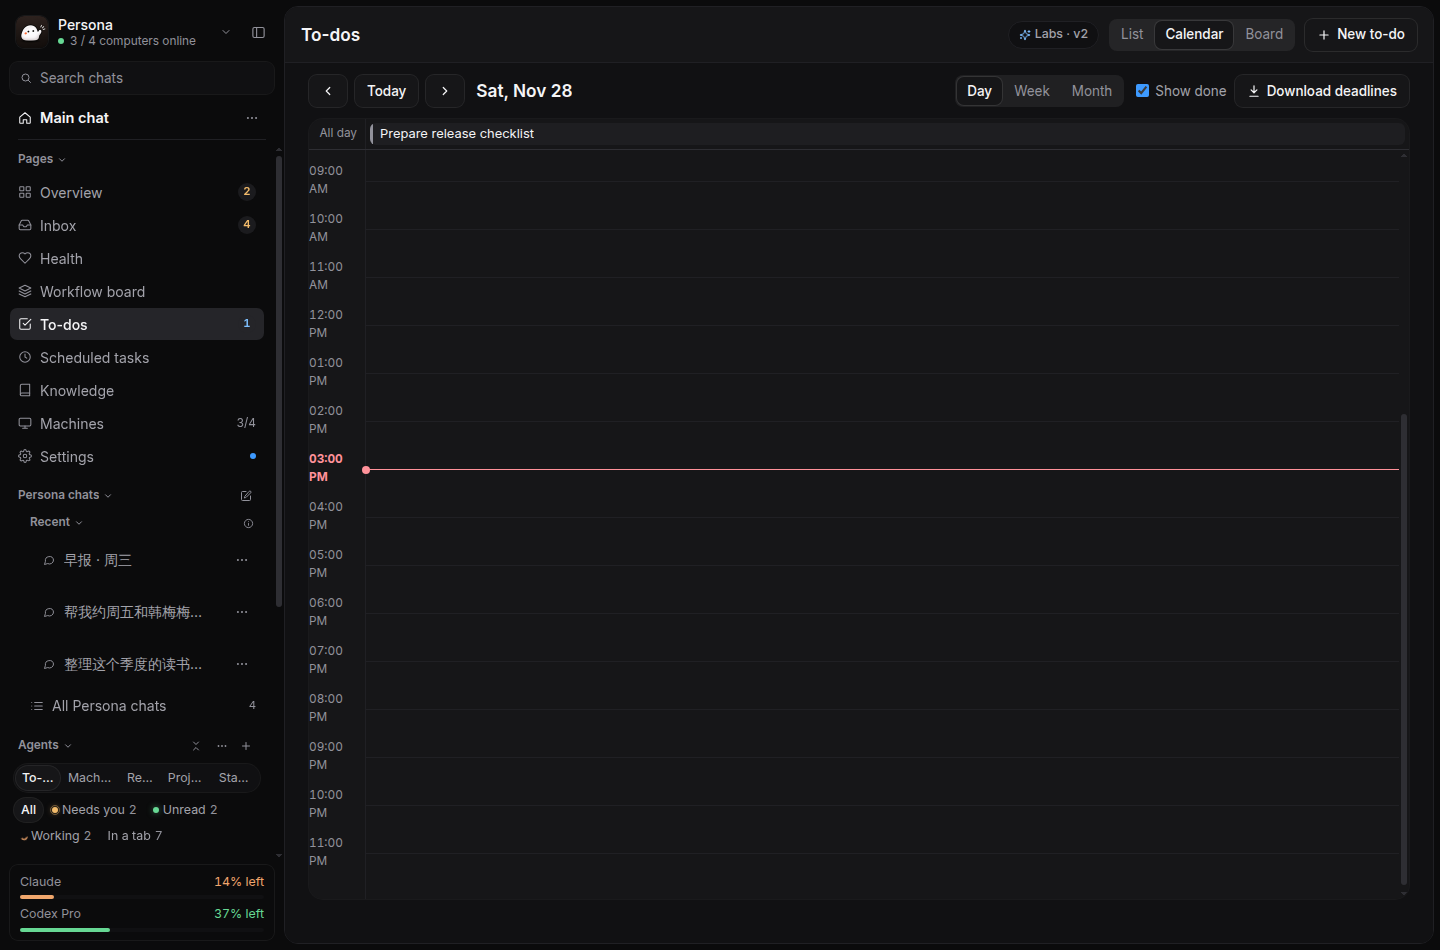 Persona
3 / 4 computers online
Search chats
Main chat
Pages
Overview 2
Inbox 4
Health
Workflow board
To-dos 1
Scheduled tasks
Knowledge
Machines 3/4
Settings
Persona chats
Recent
早报 · 周三
帮我约周五和韩梅梅...
整理这个季度的读书...
All Persona chats 4
Agents
To-... Mach... Re... Proj... Sta...
All Needs you 2 Unread 2
Working 2 In a tab 7
Claude 14% left
Codex Pro 37% left
To-dos
Labs · v2
List Calendar Board
New to-do
Today
Sat, Nov 28
Day Week Month
Show done
Download deadlines
All day Prepare release checklist
09:00
AM
10:00
AM
11:00
AM
12:00
PM
01:00
PM
02:00
PM
03:00
PM
04:00
PM
05:00
PM
06:00
PM
07:00
PM
08:00
PM
09:00
PM
10:00
PM
11:00
PM